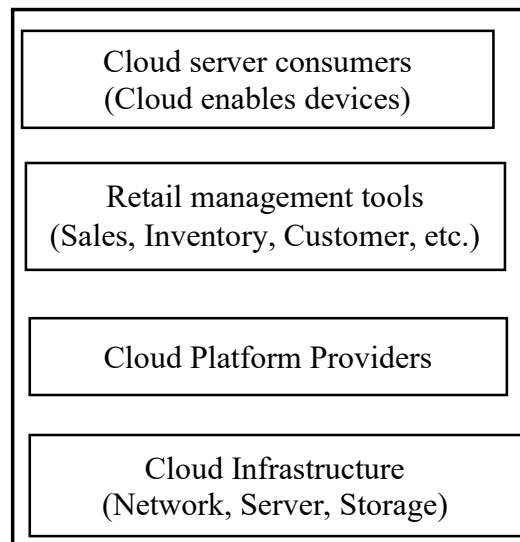 Cloud server consumers
(Cloud enables devices)
Retail management tools
(Sales, Inventory, Customer, etc.)
Cloud Platform Providers
Cloud Infrastructure
(Network, Server, Storage)